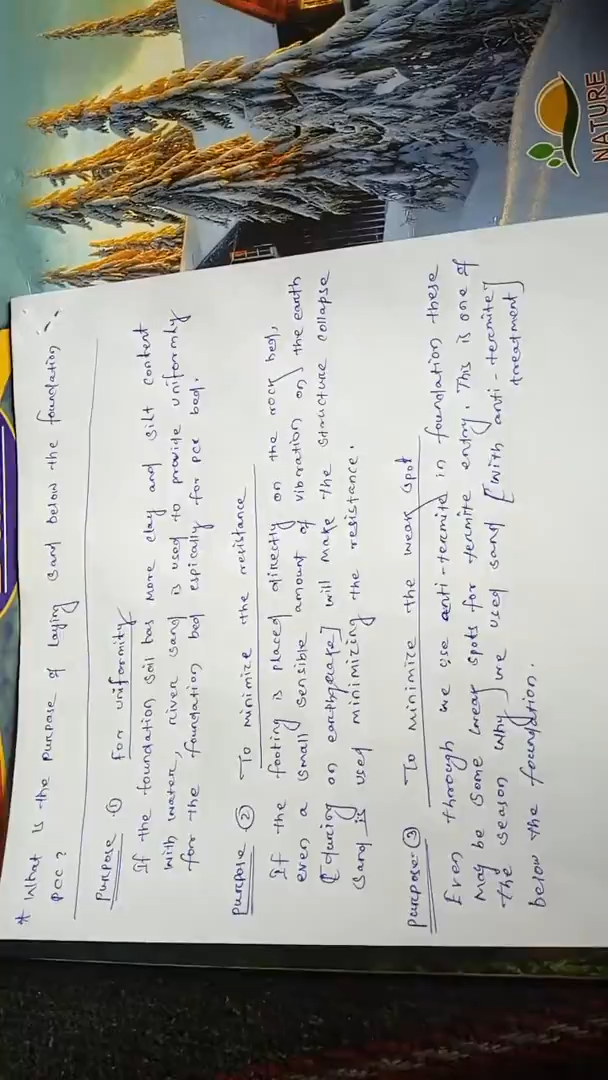 * What is the purpose of laying sand below the foundation
pcc?
purpose ① For uniformity
If the foundation soil has more clay and silt content
with water, river sand is used to provide uniformity
for the foundation bed espically for pcc bed.
purpose ② To minimize the resistance
If the footing is placed directly on the rock bed,
even a small sensible amount of vibration on the earth
[during an earthquake] will make the structure collapse
sand is used minimizing the resistance.
purpose:③ To minimize the weak spot
Even through we use anti-termite in foundation these
may be some weak spots for termite entry. This is one of
the season why we used sand [with anti-termite
treatment]
below the foundation.
NATURE